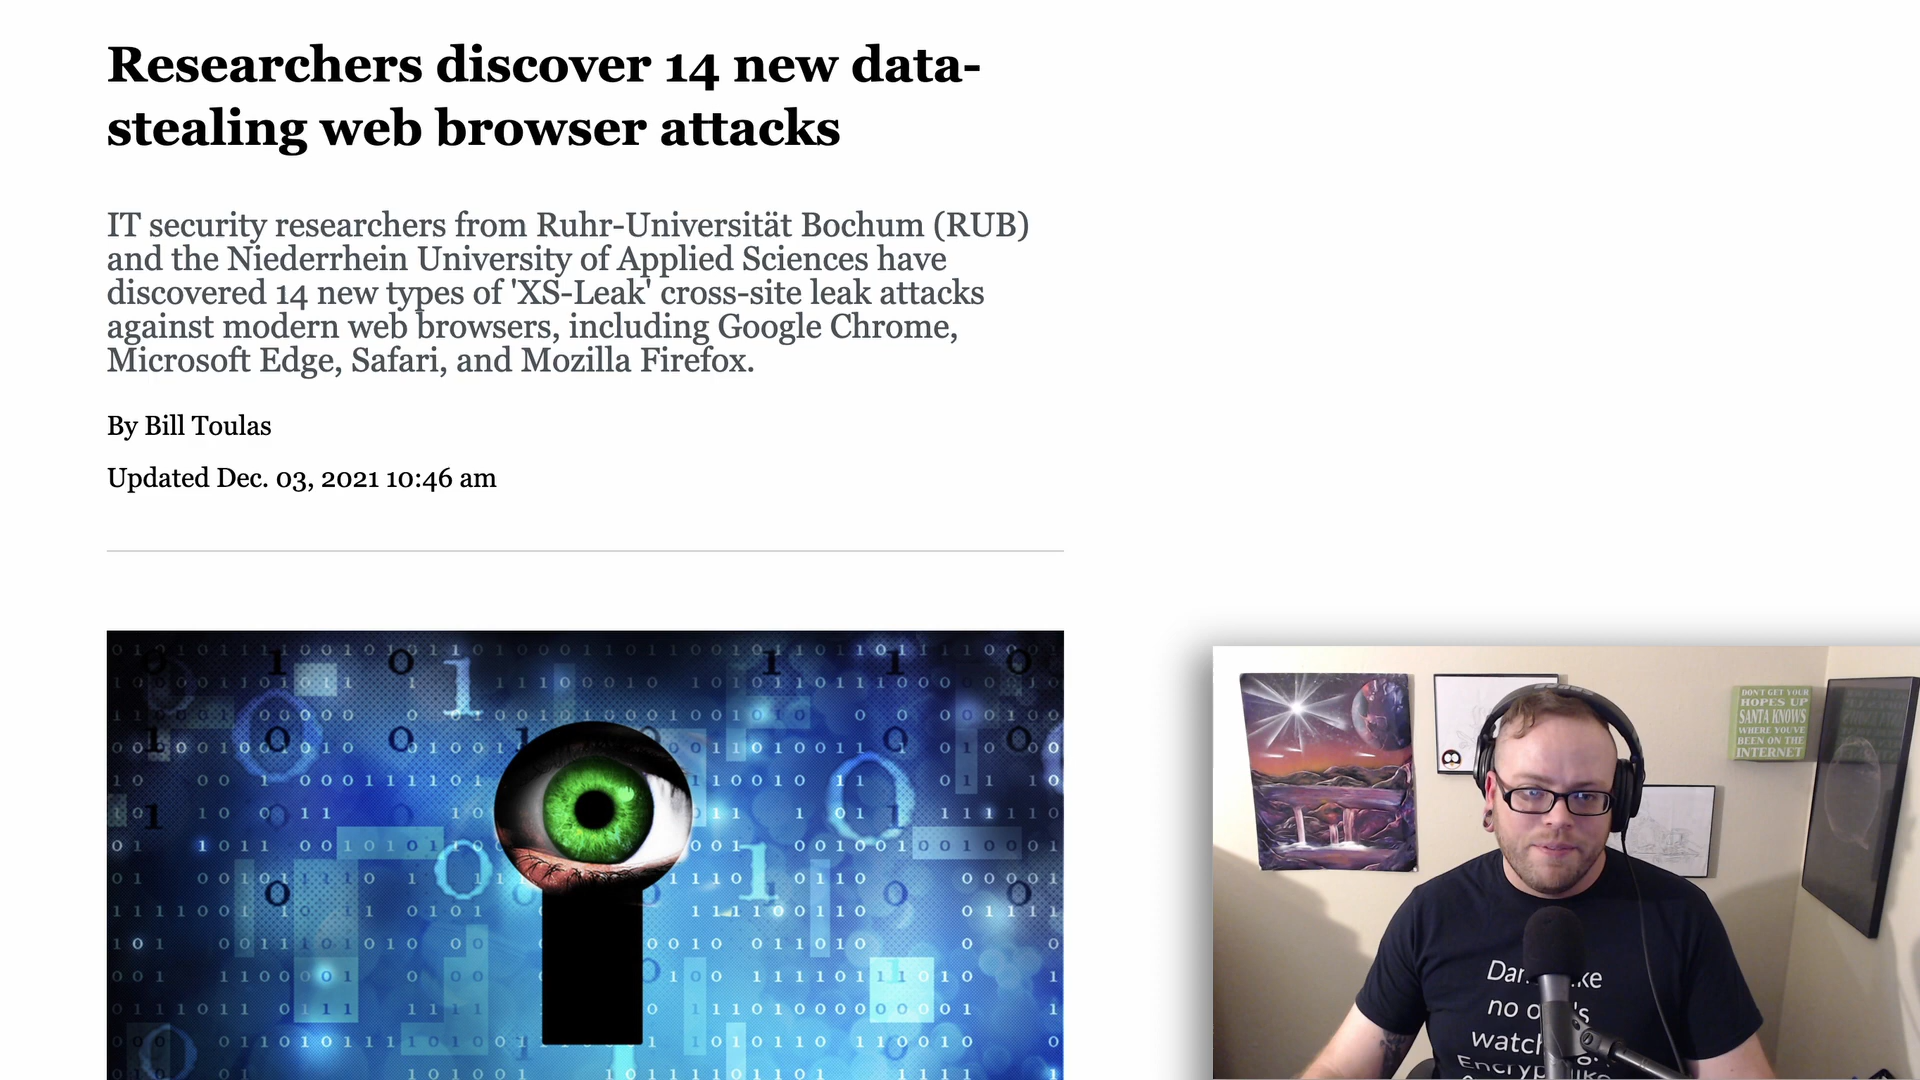 Researchers discover 14 new data-
stealing web browser attacks
IT security researchers from Ruhr-Universität Bochum (RUB)
and the Niederrhein University of Applied Sciences have
discovered 14 new types of 'XS-Leak' cross-site leak attacks
against modern web browsers, including Google Chrome,
Microsoft Edge, Safari, and Mozilla Firefox.
By Bill Toulas
Updated Dec. 03, 2021 10:46 am
DON'T GET YOUR
HOPES UP
SANTA KNOWS
WHERE YOU'VE
BEEN ON THE
INTERNET
no